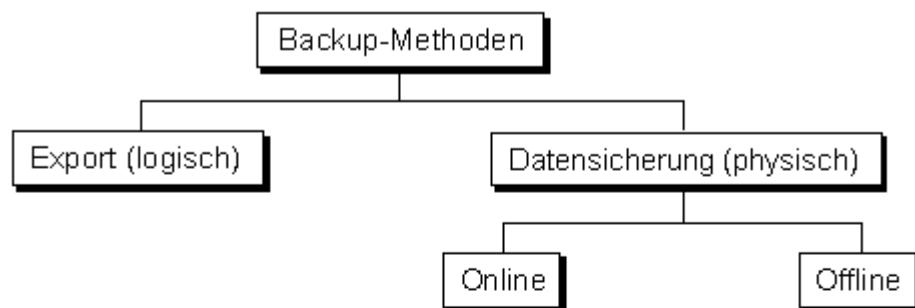 Backup-Methoden
Export (logisch)
Datensicherung (physisch)
Online
Offline